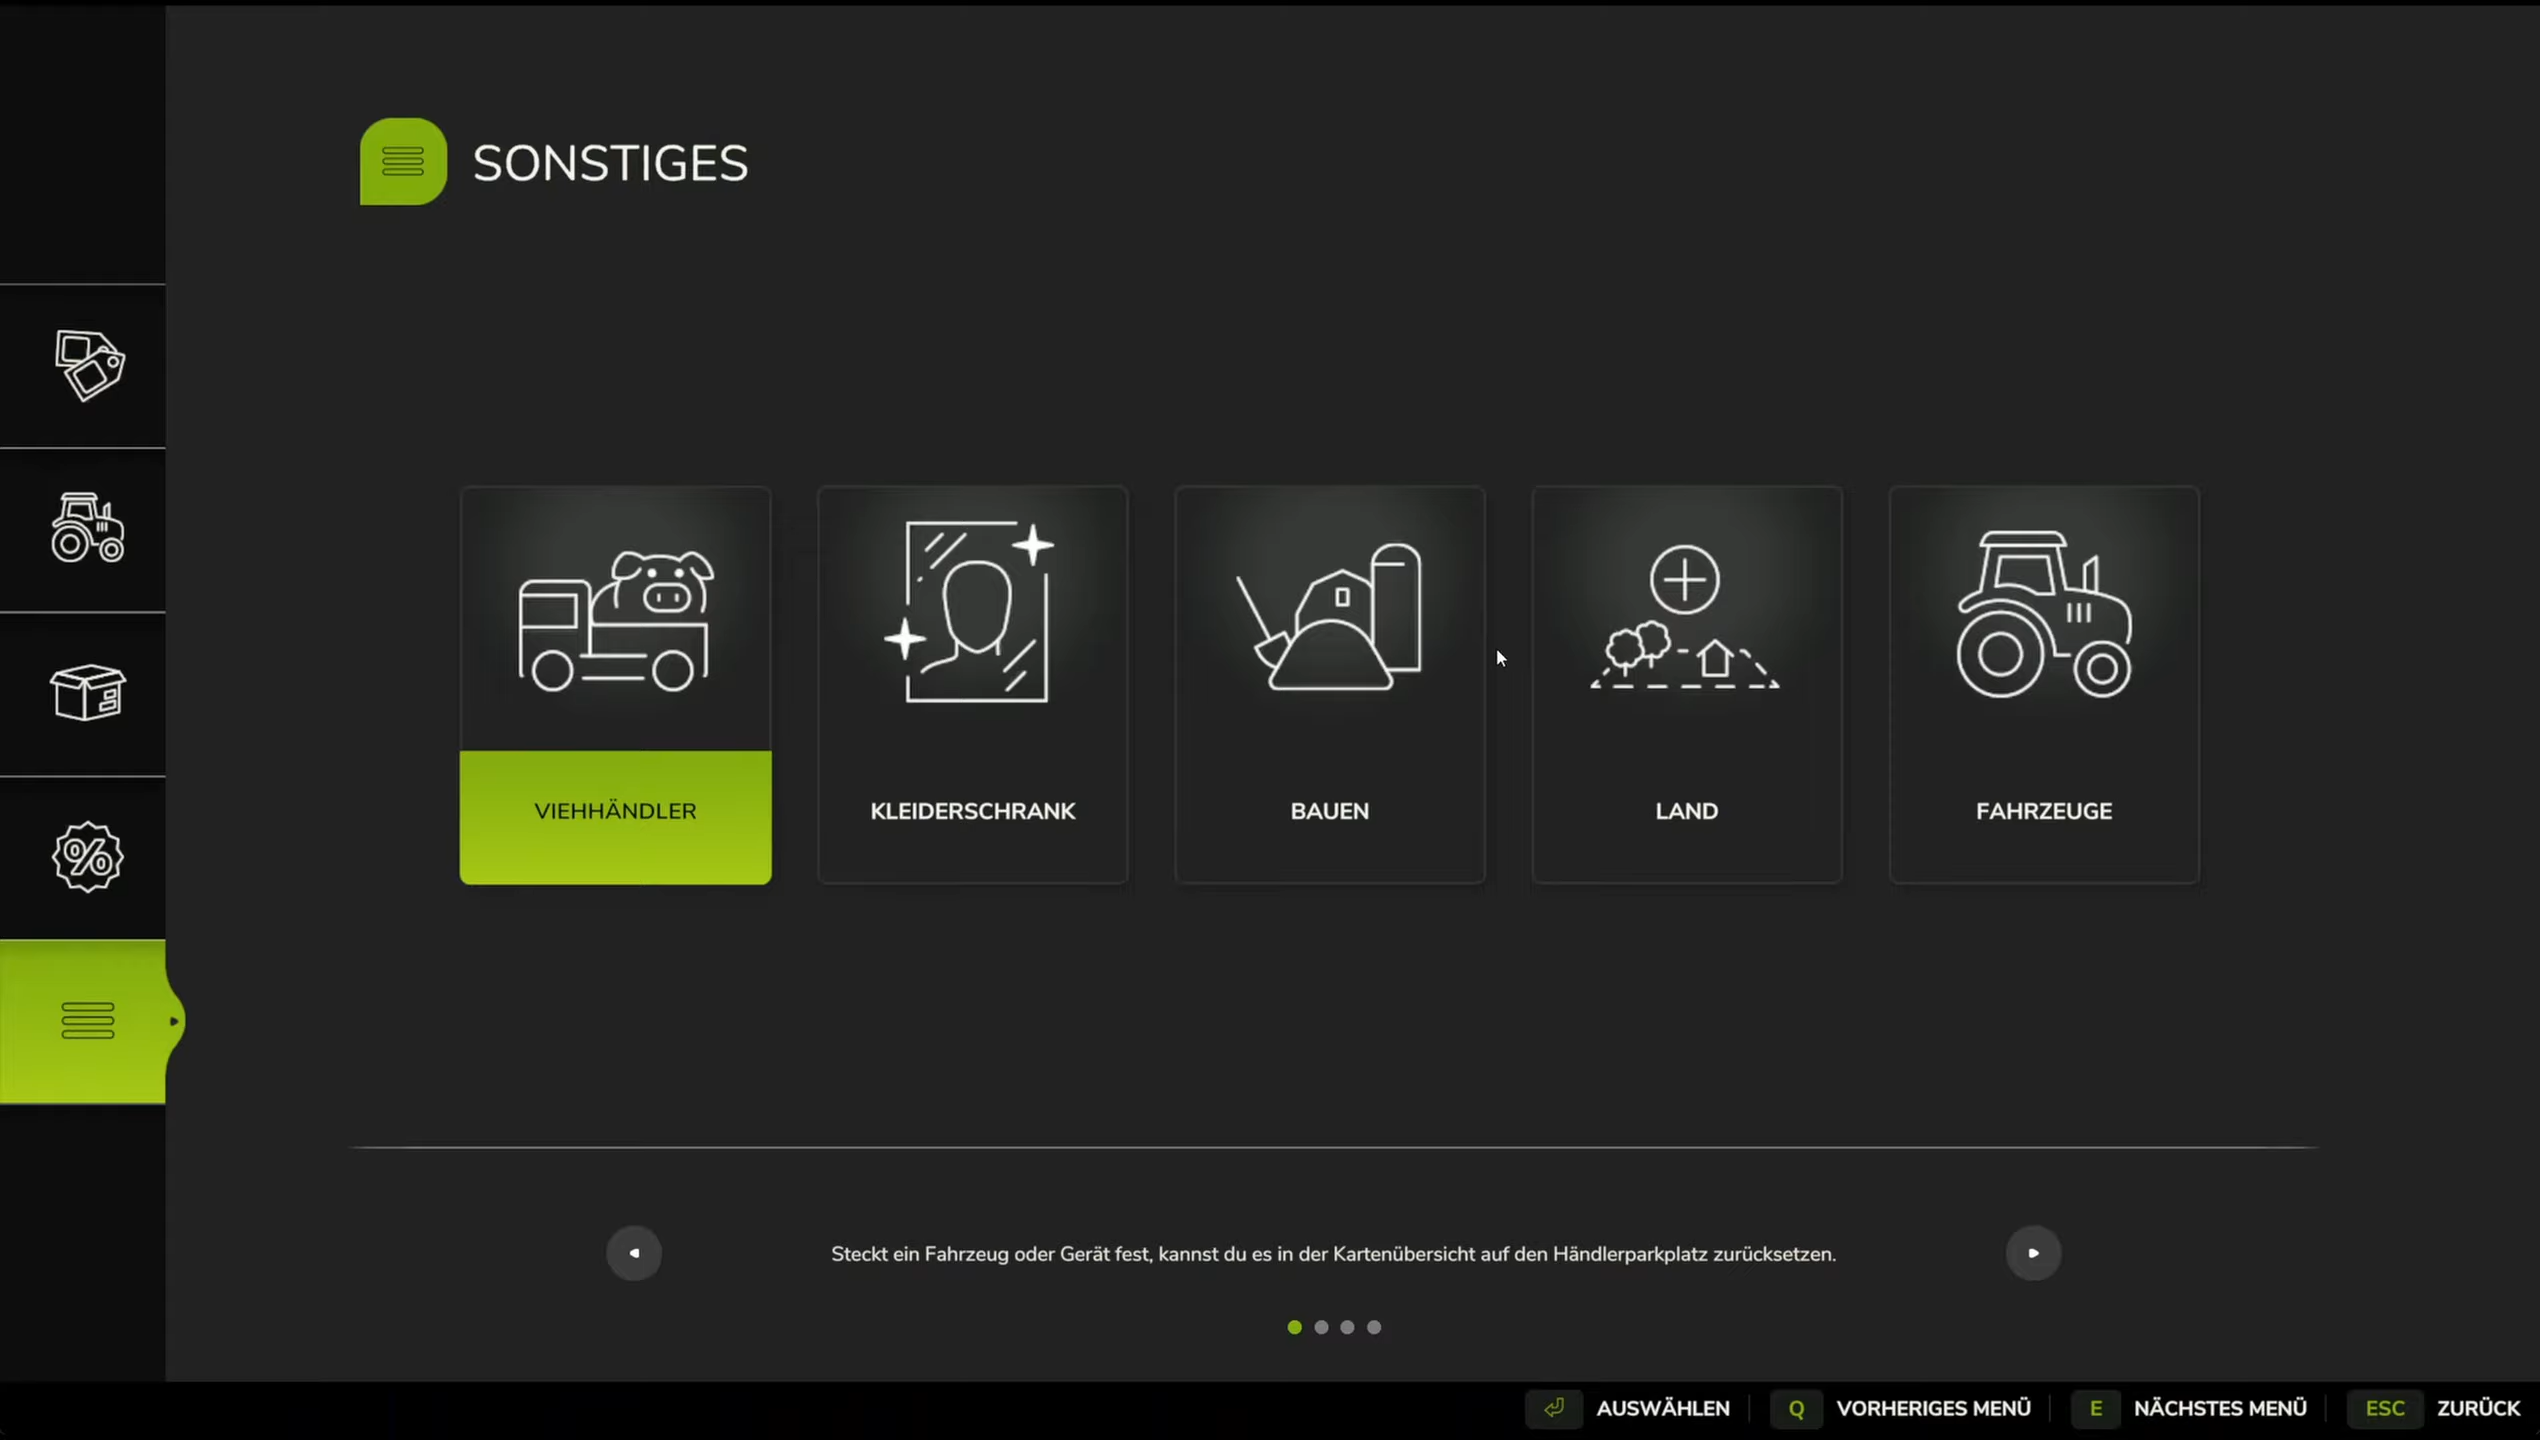 SONSTIGES
VIEHHÄNDLER
KLEIDERSCHRANK
BAUEN
LAND
FAHRZEUGE
Steckt ein Fahrzeug oder Gerät fest, kannst du es in der Kartenübersicht auf den Händlerparkplatz zurücksetzen.
AUSWÄHLEN Q VORHERIGES MENÜ E NÄCHSTES MENÜ ESC ZURÜCK